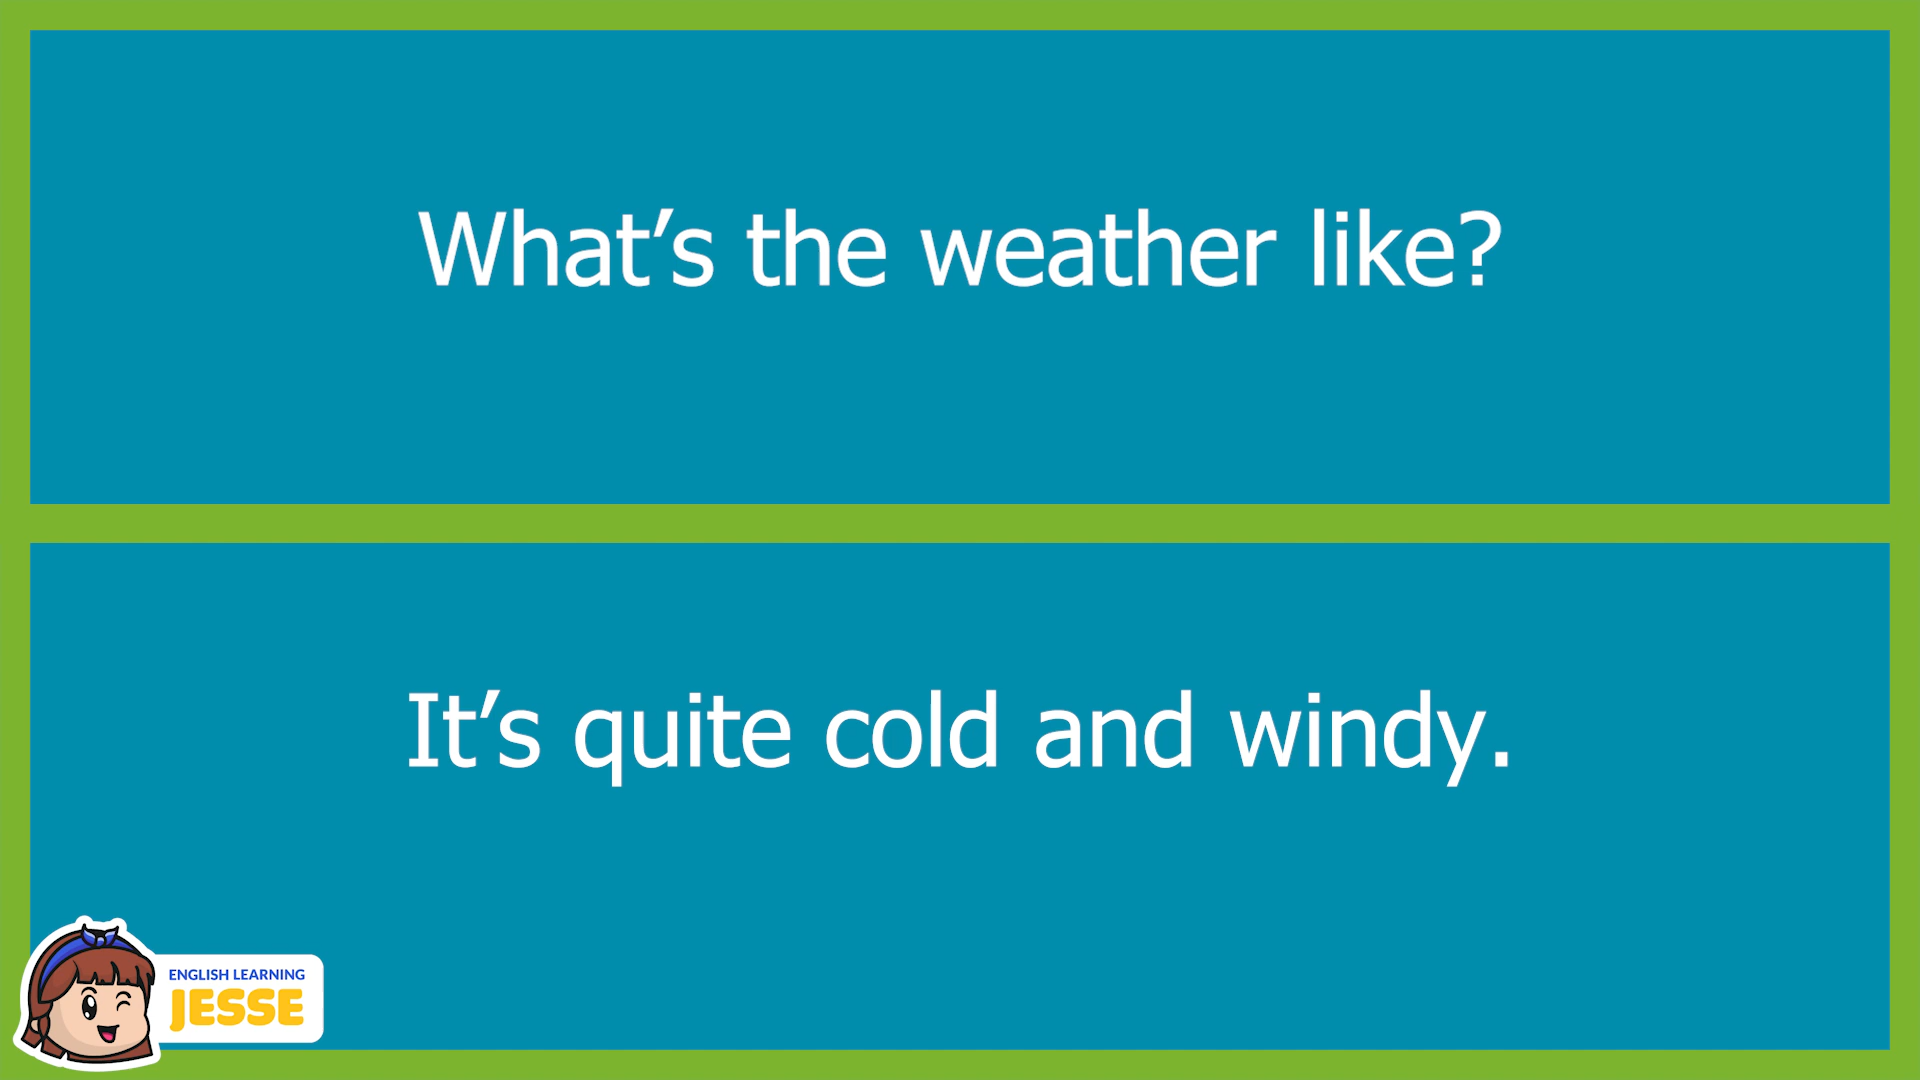 What’s the weather like?
It’s quite cold and windy.
ENGLISH LEARNING
JESSE